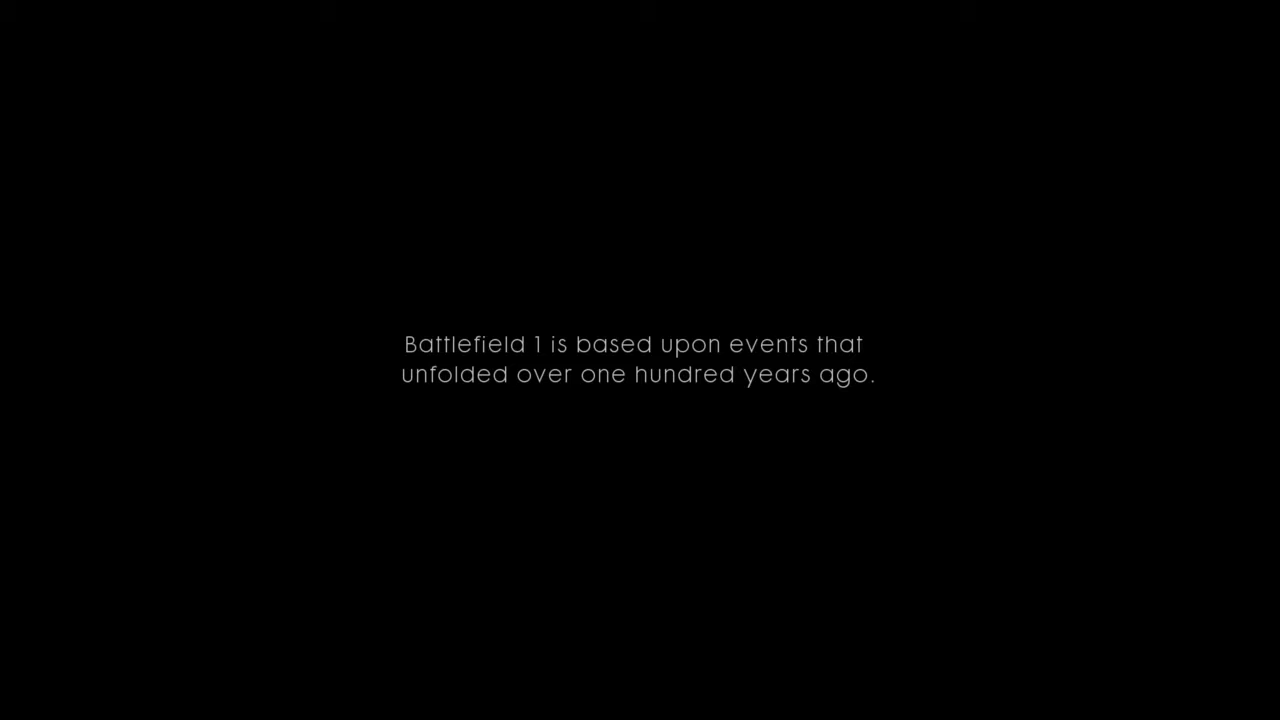 Battlefield 1 is based upon events that
unfolded over one hundred years ago.